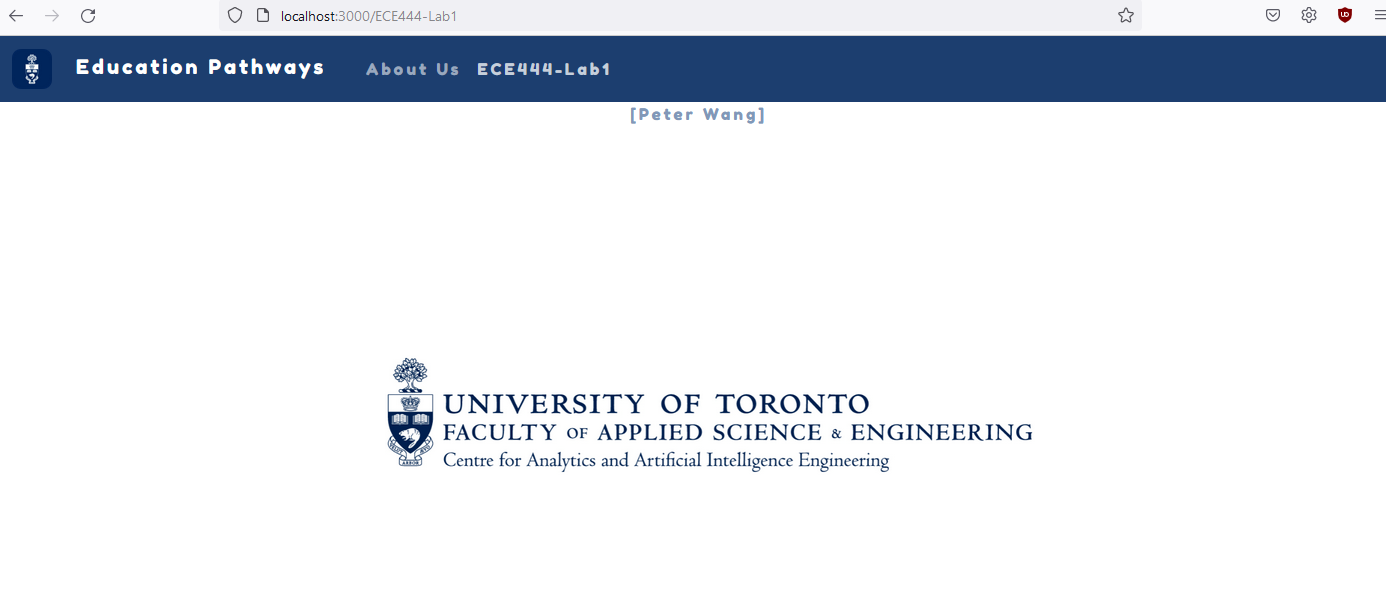 localhost:3000/ECE444-Lab1
Education Pathways About Us ECE444-Lab1
[Peter Wang]
UNIVERSITY OF TORONTO
FACULTY OF APPLIED SCIENCE & ENGINEERING
Centre for Analytics and Artificial Intelligence Engineering